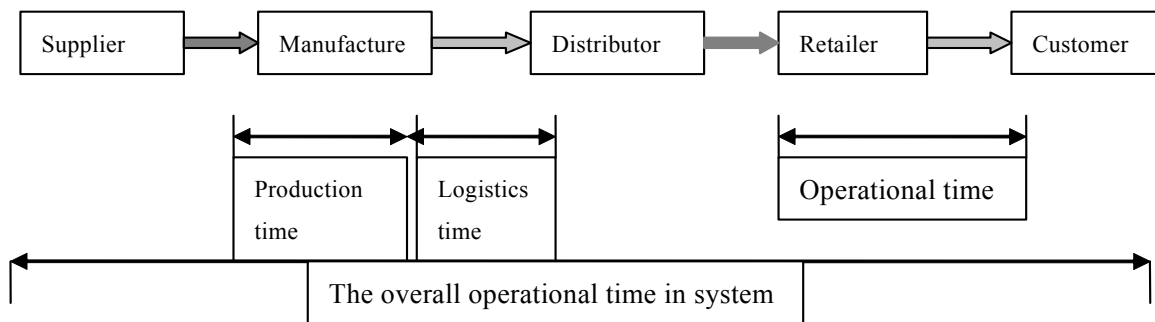 Supplier
Manufacture
Distributor
Retailer
Customer
Production
time
Logistics
time
Operational time
The overall operational time in system